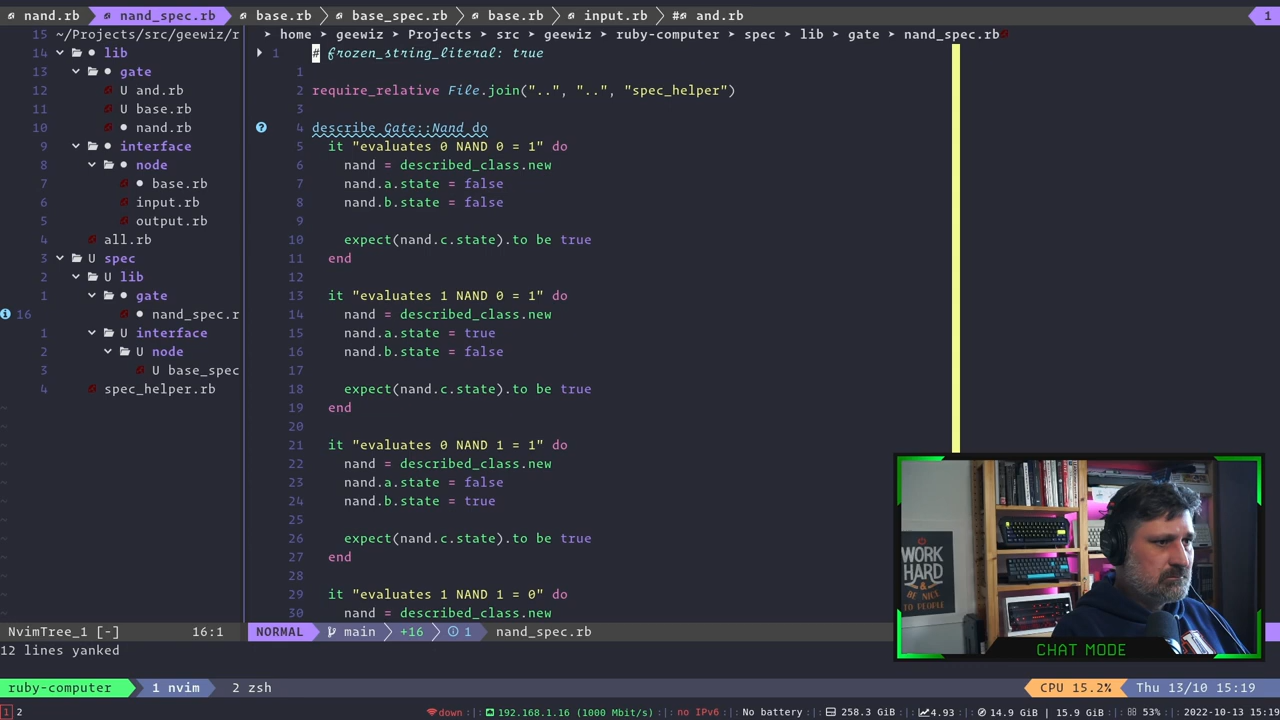 nand.rb nand_spec.rb base.rb base_spec.rb base.rb input.rb #and.rb 1
15 ~/Projects/src/geewiz/r
14 lib
13 gate
12 U and.rb
11 U base.rb
10 nand.rb
9 interface
8 node
7 base.rb
6 input.rb
5 output.rb
4 all.rb
3 U spec
2 U lib
1 gate
16 nand_spec.r
1 U interface
2 U node
3 U base_spec
4 spec_helper.rb
home geewiz Projects src geewiz ruby-computer spec lib gate nand_spec.rb
1 # frozen_string_literal: true
1
2 require_relative File.join("..", "..", "spec_helper")
3
4 describe Gate::Nand do
5 it "evaluates 0 NAND 0 = 1" do
6 nand = described_class.new
7 nand.a.state = false
8 nand.b.state = false
9
10 expect(nand.c.state).to be true
11 end
12
13 it "evaluates 1 NAND 0 = 1" do
14 nand = described_class.new
15 nand.a.state = true
16 nand.b.state = false
17
18 expect(nand.c.state).to be true
19 end
20
21 it "evaluates 0 NAND 1 = 1" do
22 nand = described_class.new
23 nand.a.state = false
24 nand.b.state = true
25
26 expect(nand.c.state).to be true
27 end
28
29 it "evaluates 1 NAND 1 = 0" do
30 nand = described_class.new
WORK
HARD
& BE NICE
TO PEOPLE
CHAT MODE
NvimTree_1 [-] 16:1 NORMAL main +16 1 nand_spec.rb
12 lines yanked
ruby-computer 1 nvim 2 zsh CPU 15.2% Thu 13/10 15:19
1 2 down 192.168.1.16 (1000 Mbit/s) no IPv6 No battery 258.3 GiB 4.93 14.9 GiB | 15.9 GiB 53% 2022-10-13 15:19